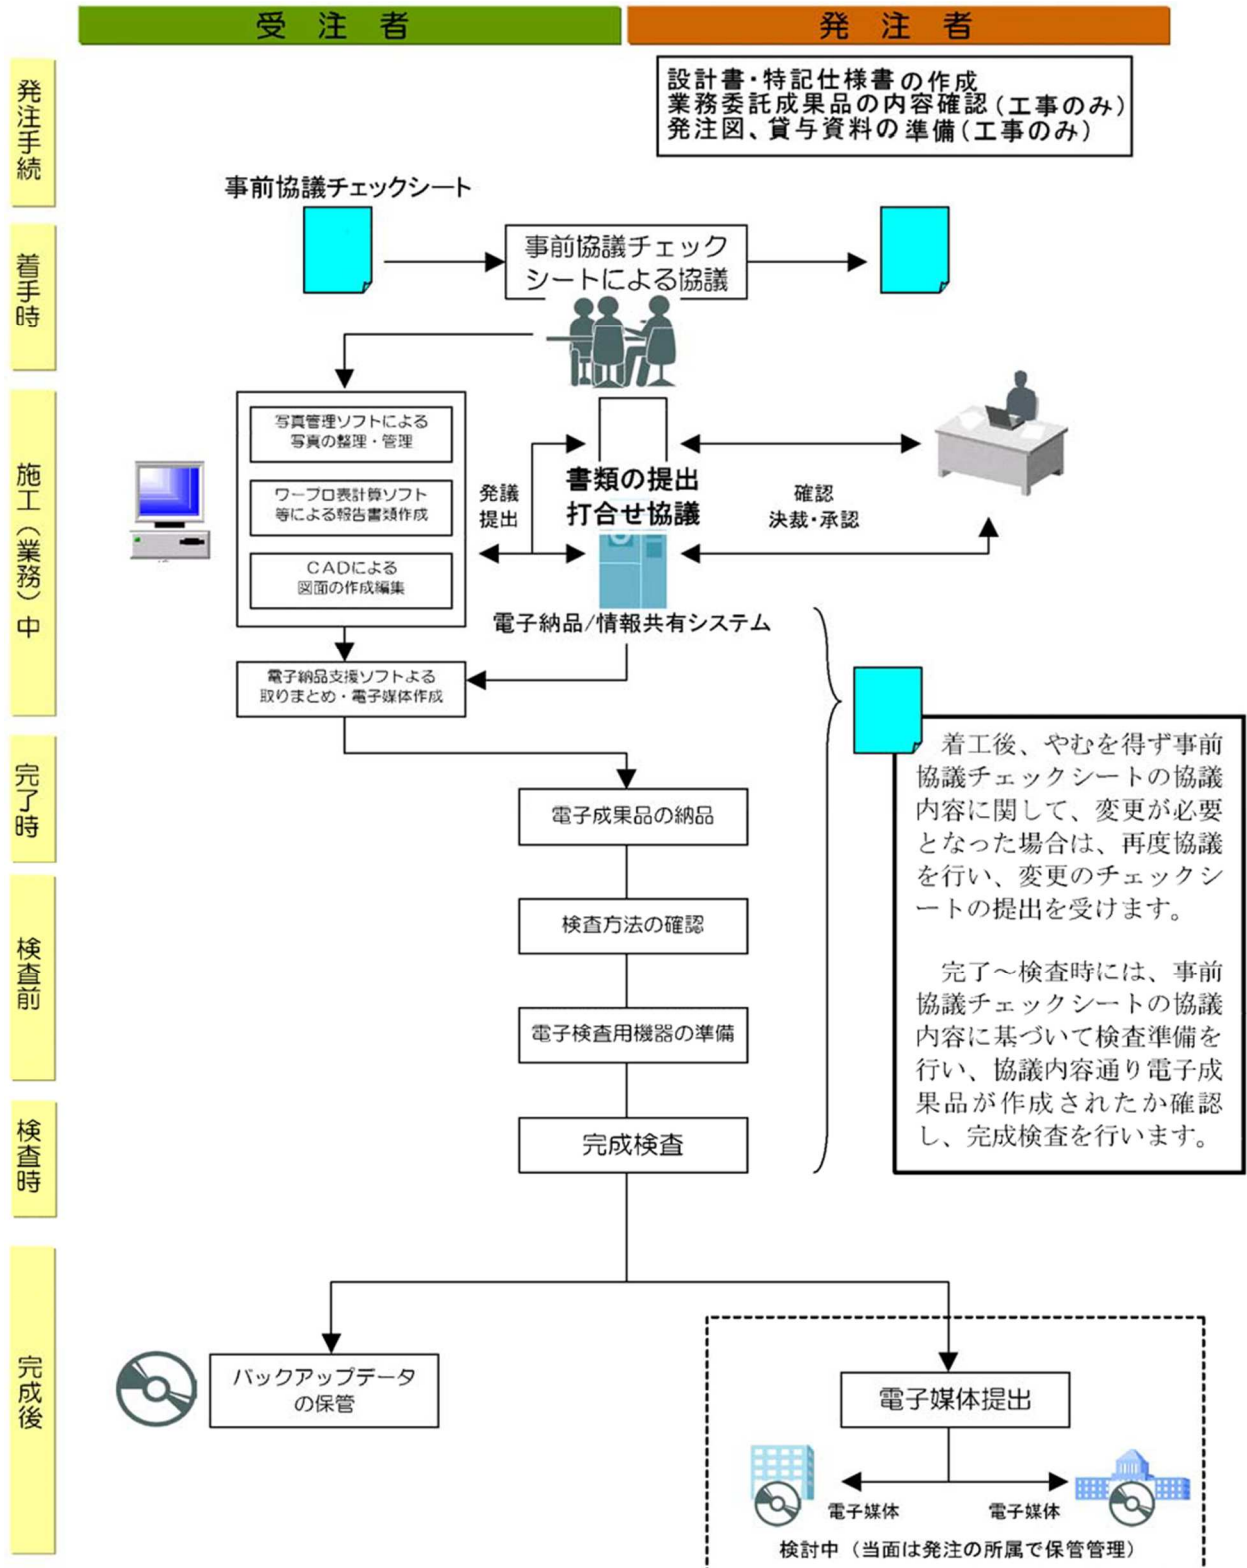 受 注 者
発 注 者
発注手続
設計書・特記仕様書の作成
業務委託成果品の内容確認(工事のみ)
発注図、貸与資料の準備(工事のみ)
事前協議チェックシート
着手時
事前協議チェック
シートによる協議
施工(業務)中
写真管理ソフトによる
写真の整理・管理
ワープロ表計算ソフト
等による報告書類作成
CADによる
図面の作成編集
発議
提出
書類の提出
打合せ協議
確認
決裁・承認
電子納品/情報共有システム
電子納品支援ソフトよる
取りまとめ・電子媒体作成
完了時
電子成果品の納品
検査前
検査方法の確認
電子検査用機器の準備
検査時
完成検査
着工後、やむを得ず事前
協議チェックシートの協議
内容に関して、変更が必要
となった場合は、再度協議
を行い、変更のチェックシ
ートの提出を受けます。
完了~検査時には、事前
協議チェックシートの協議
内容に基づいて検査準備を
行い、協議内容通り電子成
果品が作成されたか確認
し、完成検査を行います。
完成後
バックアップデータ
の保管
電子媒体提出
電子媒体
電子媒体
検討中(当面は発注の所属で保管管理)